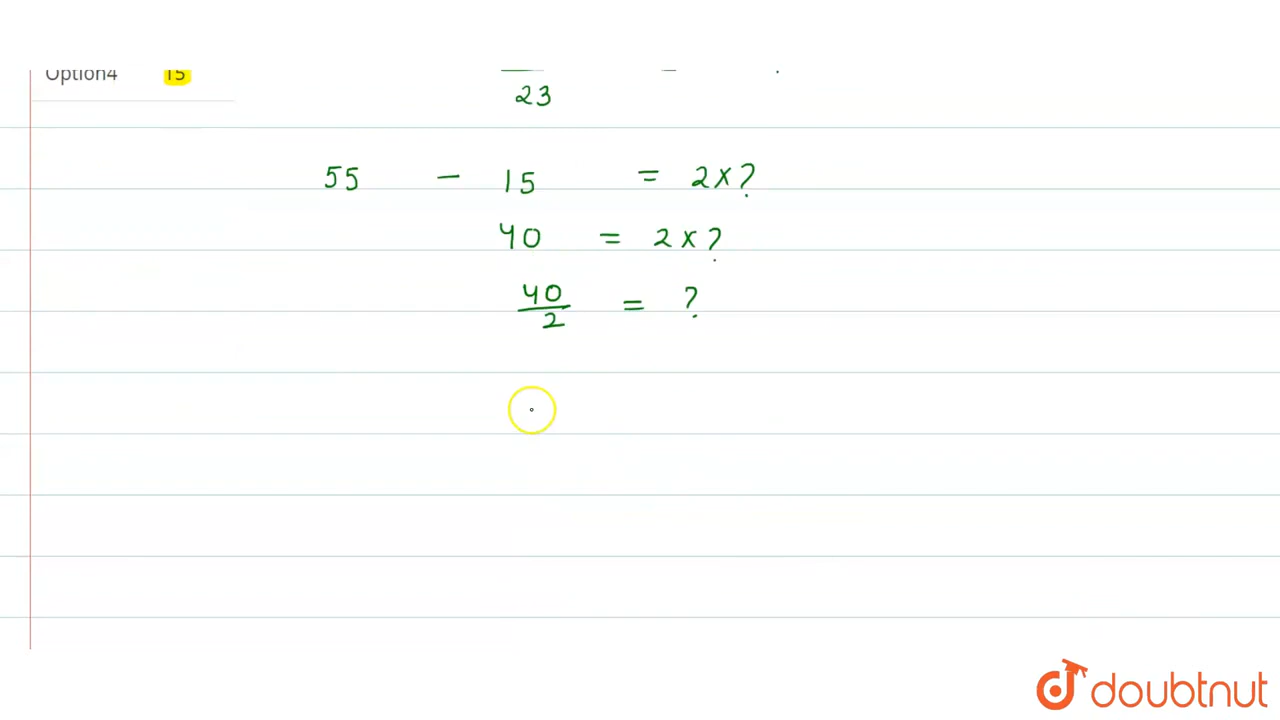 Option4 15
23
55 - 15 = 2 x ?
40 = 2 x ?
40/2 = ?
doubtnut